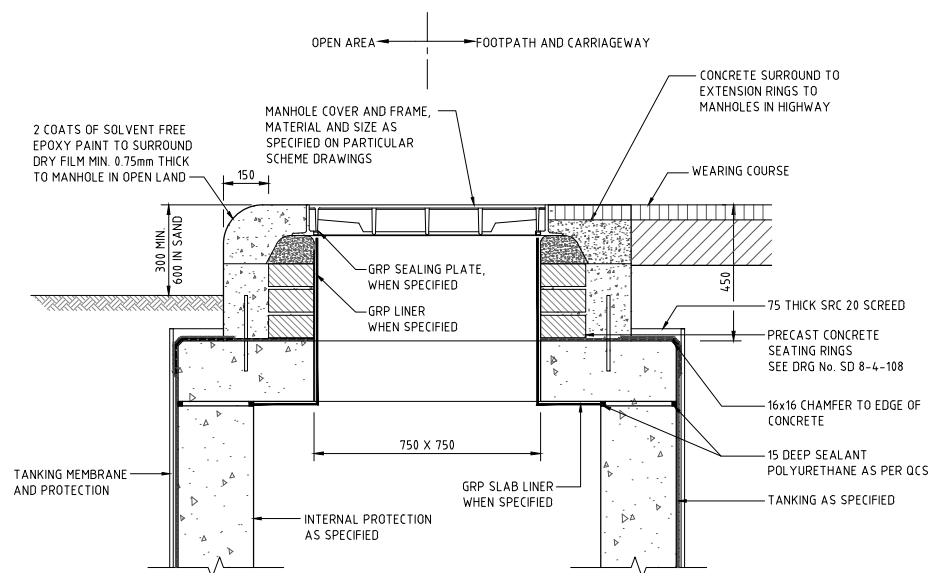 OPEN AREA
FOOTPATH AND CARRIAGEWAY
CONCRETE SURROUND TO
EXTENSION RINGS TO
MANHOLES IN HIGHWAY
MANHOLE COVER AND FRAME,
MATERIAL AND SIZE AS
SPECIFIED ON PARTICULAR
SCHEME DRAWINGS
2 COATS OF SOLVENT FREE
EPOXY PAINT TO SURROUND
DRY FILM MIN. 0.75mm THICK
TO MANHOLE IN OPEN LAND
150
WEARING COURSE
300 MIN.
600 IN SAND
GRP SEALING PLATE,
WHEN SPECIFIED
GRP LINER
WHEN SPECIFIED
450
75 THICK SRC 20 SCREED
PRECAST CONCRETE
SEATING RINGS
SEE DRG No. SD 8-4-108
16x16 CHAMFER TO EDGE OF
CONCRETE
750 X 750
15 DEEP SEALANT
POLYURETHANE AS PER QCS
TANKING MEMBRANE
AND PROTECTION
GRP SLAB LINER
WHEN SPECIFIED
TANKING AS SPECIFIED
INTERNAL PROTECTION
AS SPECIFIED